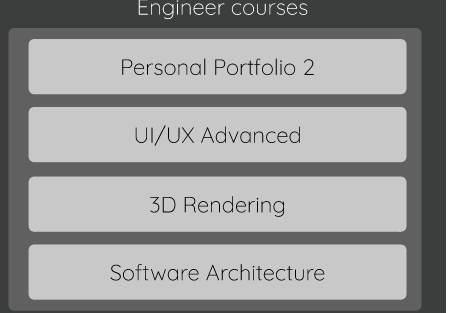 Engineer courses
Personal Portfolio 2
UI/UX Advanced
3D Rendering
Software Architecture